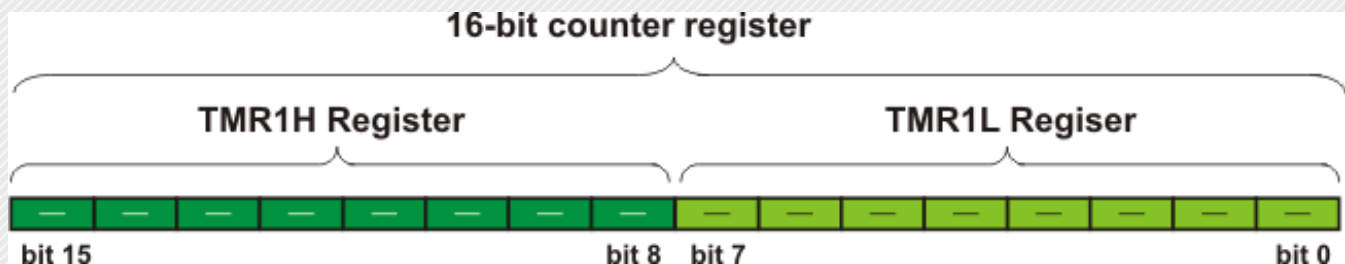 16-bit counter register
TMR1H Register TMR1L Regiser
bit 15 bit 8 bit 7 bit 0